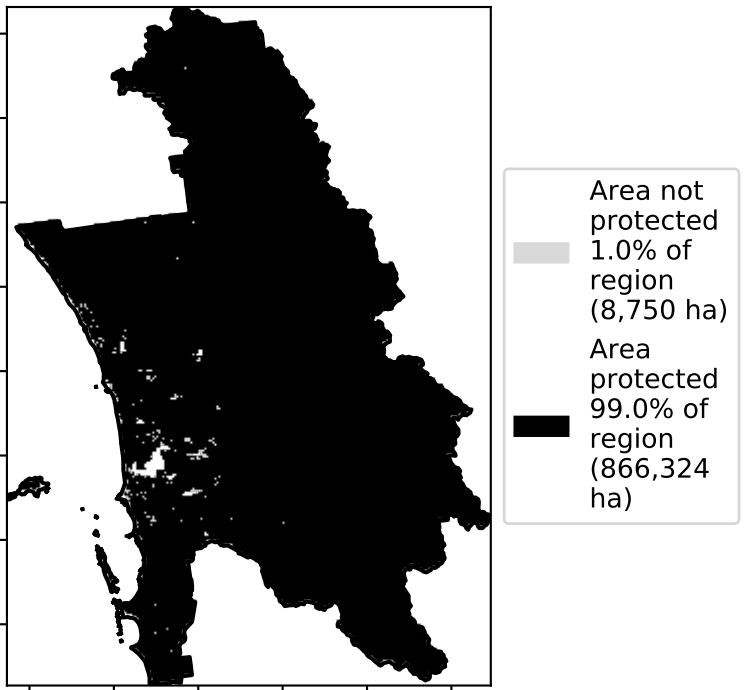 Area not
protected
1.0% of
region
(8,750 ha)
Area
protected
99.0% of
region
(866,324
ha)